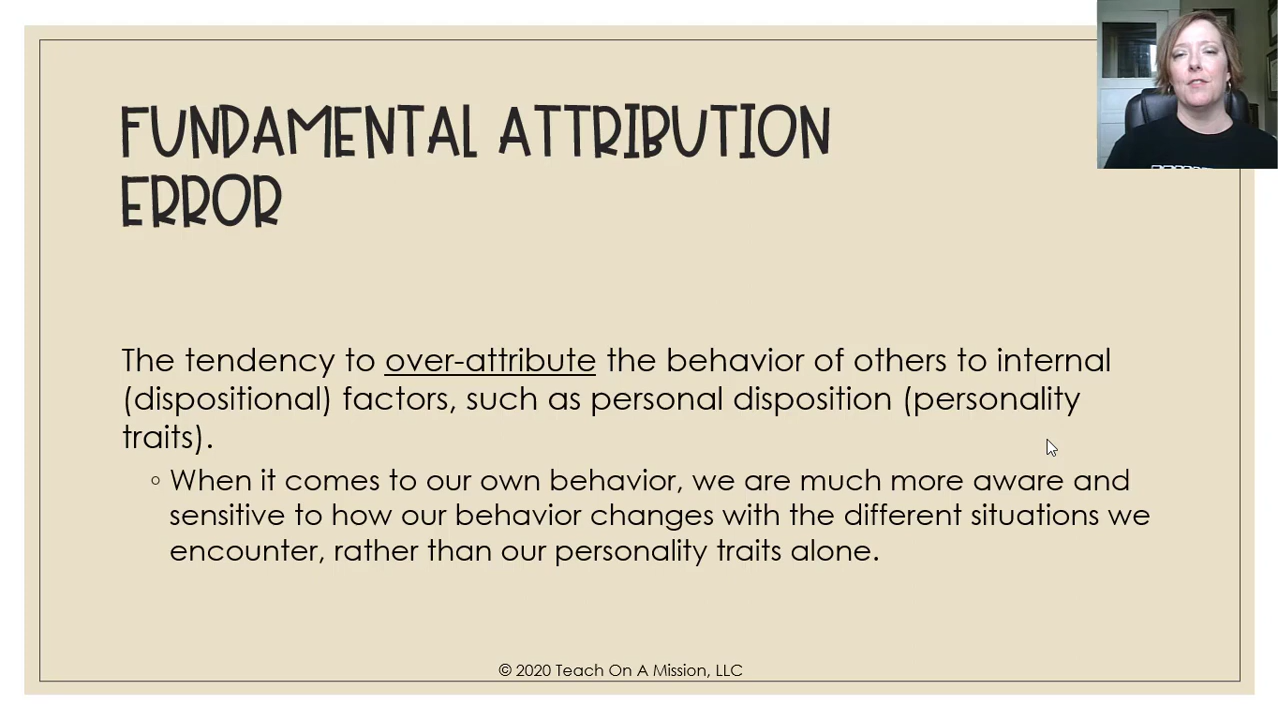 FUNDAMENTAL ATTRIBUTION
ERROR
The tendency to over-attribute the behavior of others to internal
(dispositional) factors, such as personal disposition (personality
traits).
◦ When it comes to our own behavior, we are much more aware and
sensitive to how our behavior changes with the different situations we
encounter, rather than our personality traits alone.
© 2020 Teach On A Mission, LLC